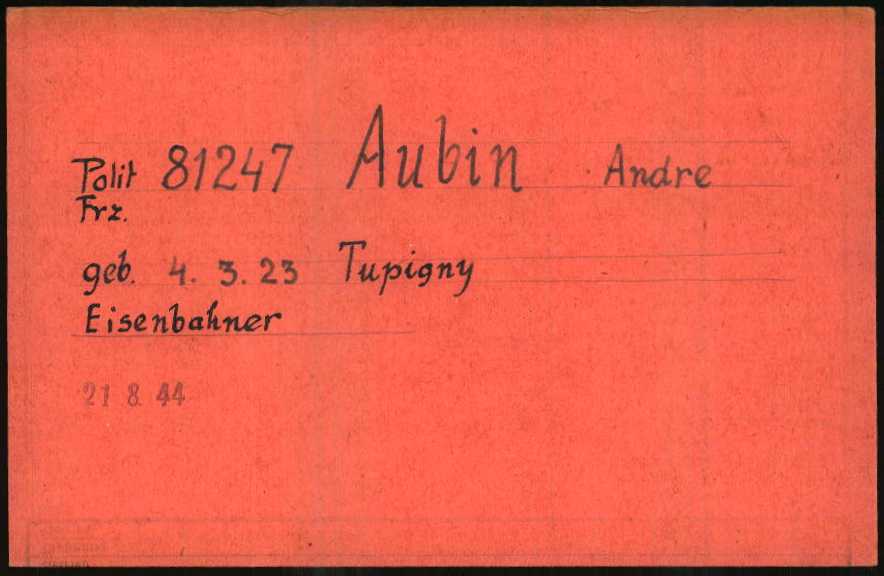 Polit 81247 Aubin Andre
Frz.
geb. 4. 3. 23 Tupigny
Eisenbahner
21 8. 44